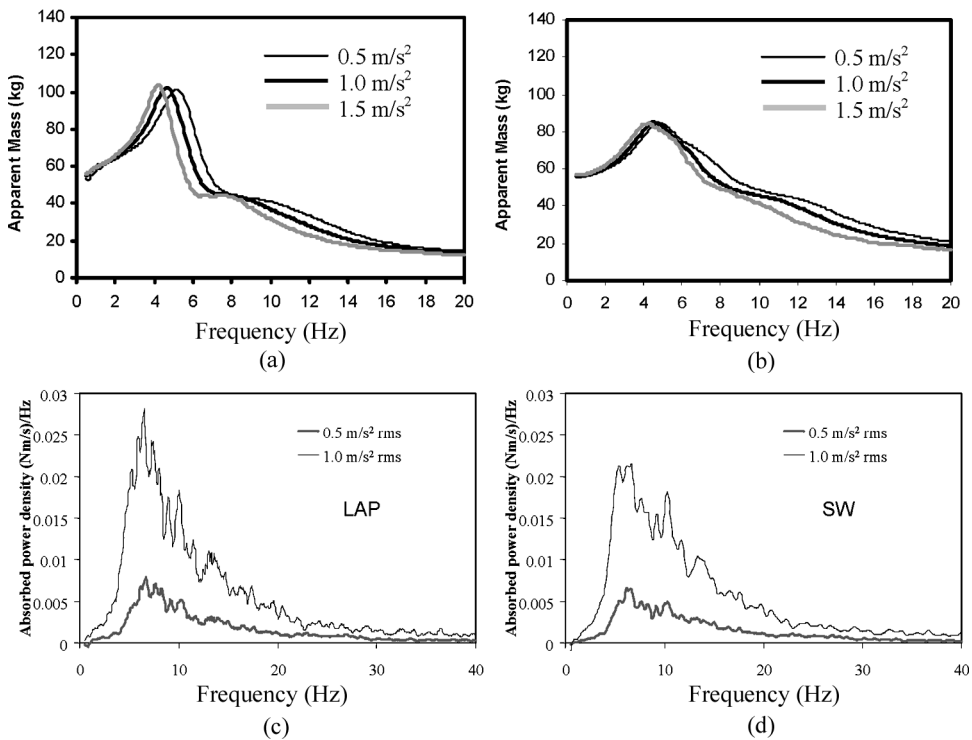 140
120
100
80
60
40
20
0
Apparent Mass (kg)
0.5 m/s²
1.0 m/s²
1.5 m/s²
0 2 4 6 8 10 12 14 16 18 20
Frequency (Hz)
(a)
140
120
100
80
60
40
20
0
Apparent Mass (kg)
0.5 m/s²
1.0 m/s²
1.5 m/s²
0 2 4 6 8 10 12 14 16 18 20
Frequency (Hz)
(b)
0.03
0.025
0.02
0.015
0.01
0.005
0
Absorbed power density (Nm/s)/Hz
0.5 m/s² rms
1.0 m/s² rms
LAP
0 10 20 30 40
Frequency (Hz)
(c)
0.03
0.025
0.02
0.015
0.01
0.005
0
Absorbed power density (Nm/s)/Hz
0.5 m/s² rms
1.0 m/s² rms
SW
0 10 20 30 40
Frequency (Hz)
(d)